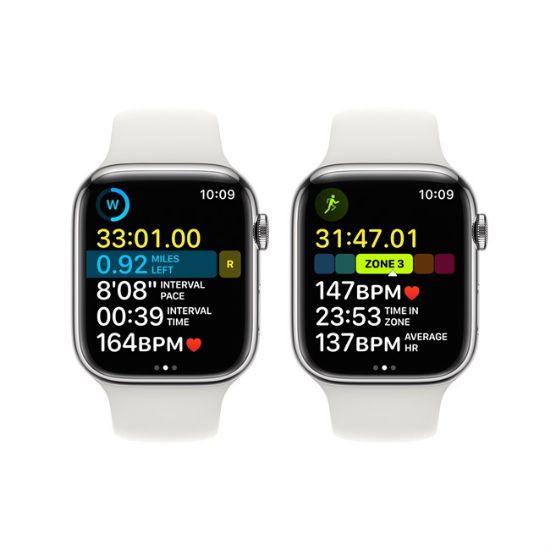 W
10:09
33:01.00
0.92 MILES LEFT
R
8'08" INTERVAL PACE
00:39 INTERVAL TIME
164BPM
10:09
31:47.01
ZONE 3
147BPM
23:53 TIME IN ZONE
137BPM AVERAGE HR